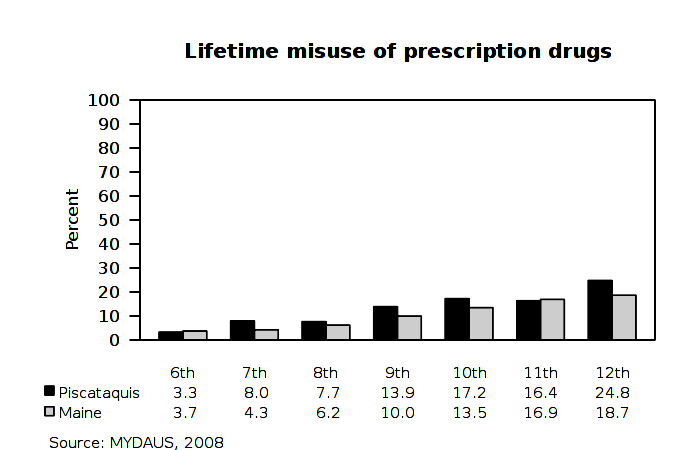 Lifetime misuse of prescription drugs
100
90
80
70
60
50
40
30
20
10
0
Percent
6th 7th 8th 9th 10th 11th 12th
Piscataquis 3.3 8.0 7.7 13.9 17.2 16.4 24.8
Maine 3.7 4.3 6.2 10.0 13.5 16.9 18.7
Source: MYDAUS, 2008